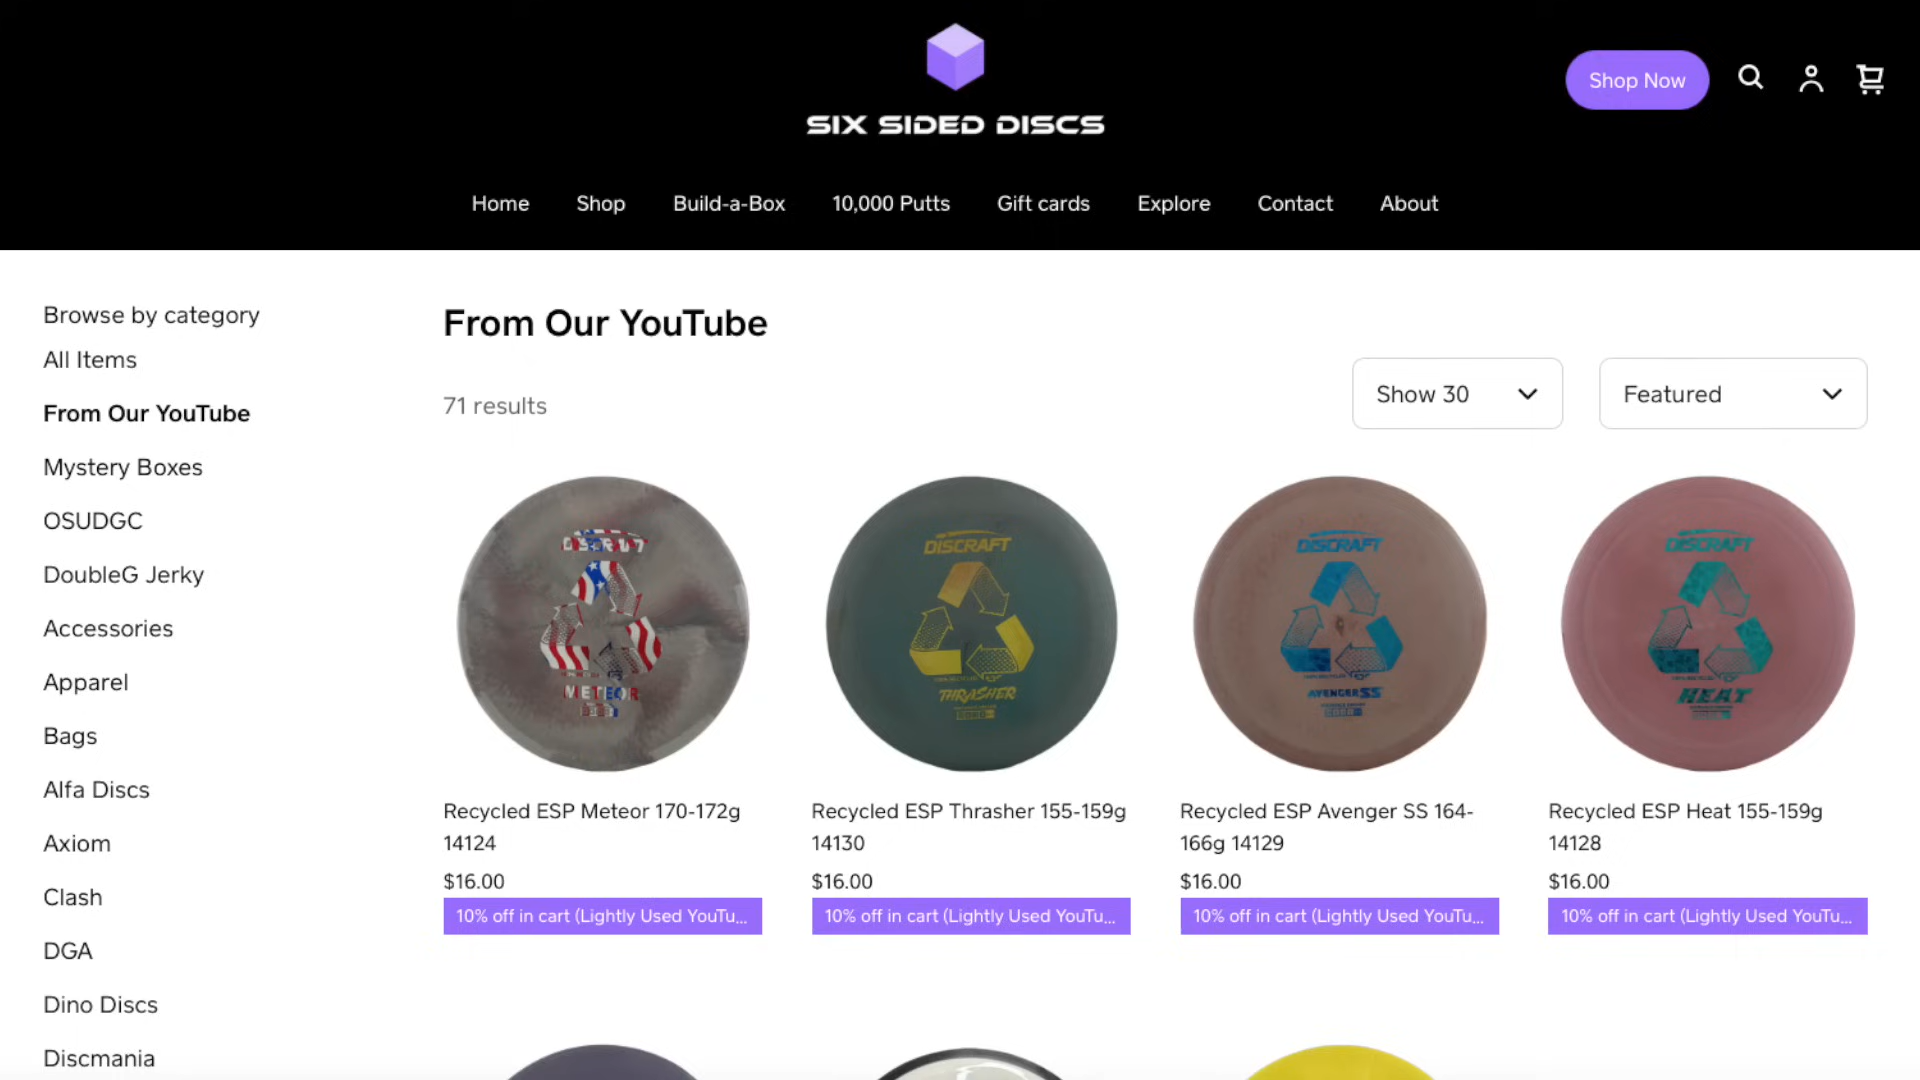 SIX SIDED DISCS
Shop Now
Home
Shop
Build-a-Box
10,000 Putts
Gift cards
Explore
Contact
About
Browse by category
All Items
From Our YouTube
Mystery Boxes
OSUDGC
DoubleG Jerky
Accessories
Apparel
Bags
Alfa Discs
Axiom
Clash
DGA
Dino Discs
Discmania
From Our YouTube
71 results
Show 30
Featured
DISCRAFT
METEOR
Recycled ESP Meteor 170-172g
14124
$16.00
10% off in cart (Lightly Used YouTu...
DISCRAFT
THRASHER
Recycled ESP Thrasher 155-159g
14130
$16.00
10% off in cart (Lightly Used YouTu...
DISCRAFT
AVENGER SS
Recycled ESP Avenger SS 164-
166g 14129
$16.00
10% off in cart (Lightly Used YouTu...
DISCRAFT
HEAT
Recycled ESP Heat 155-159g
14128
$16.00
10% off in cart (Lightly Used YouTu...